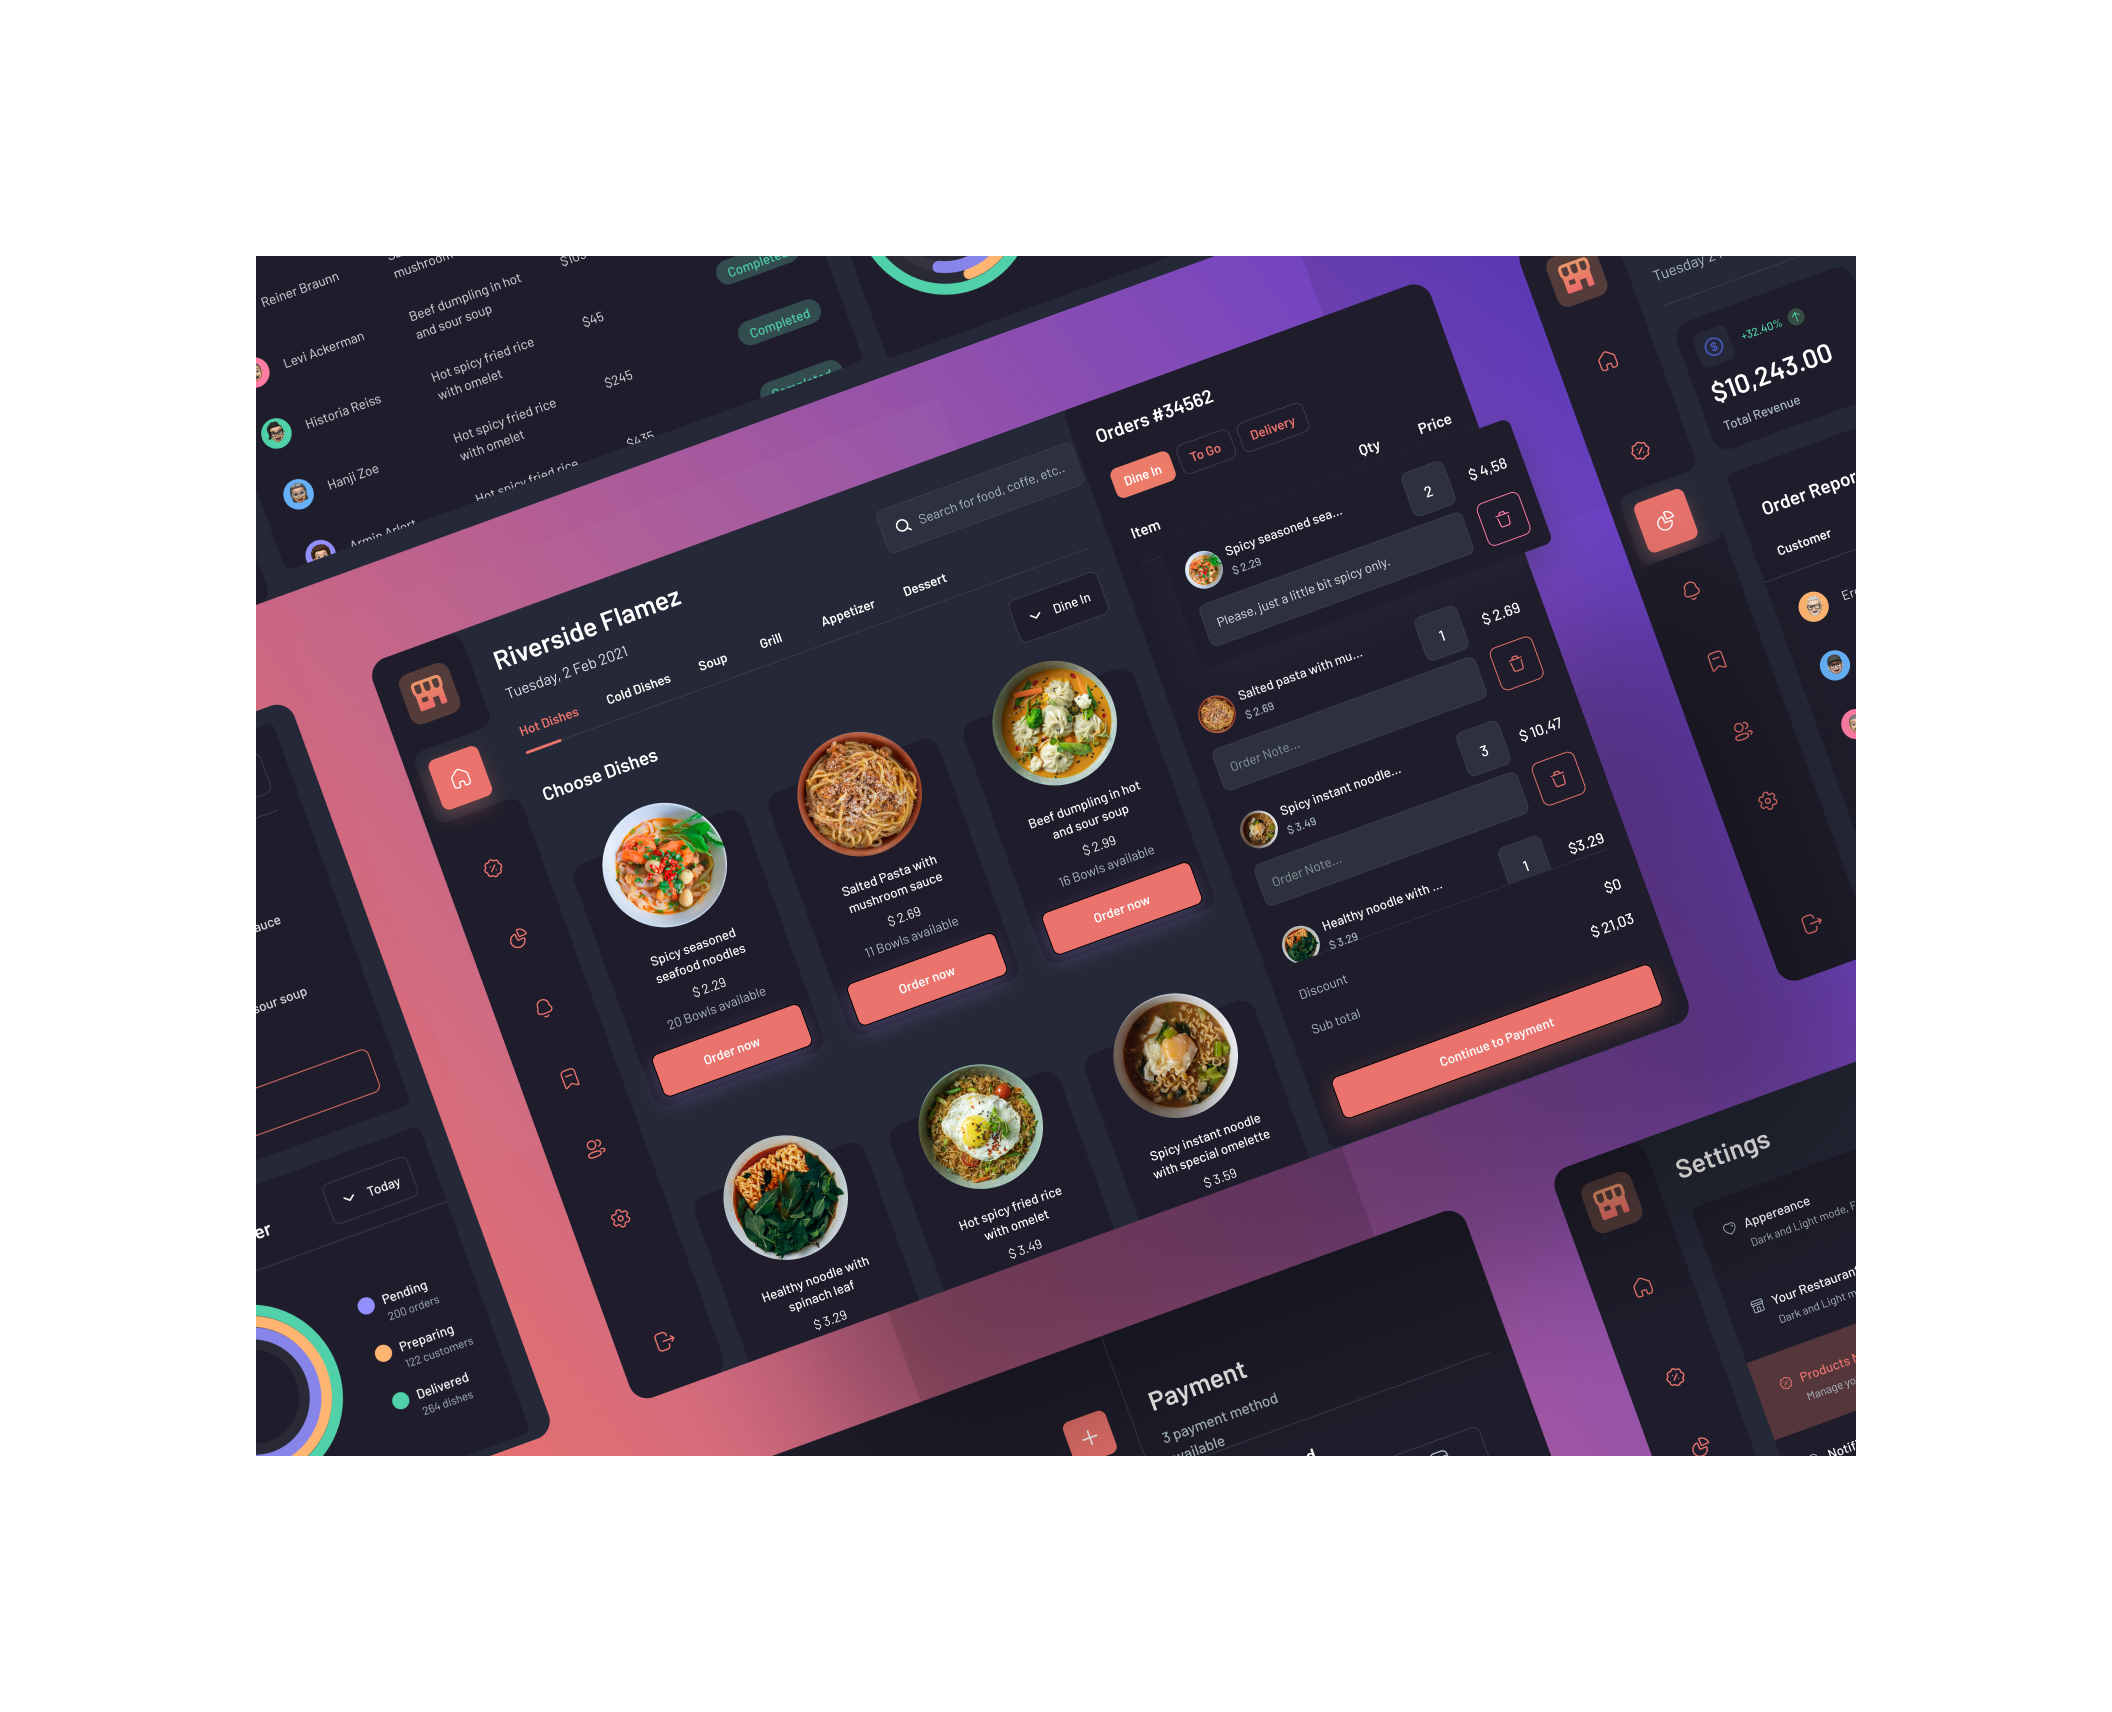 Reiner Braunn
mushroom
Levi Ackerman
Beef dumpling in hot
and sour soup
Completed
Historia Reiss
Hot spicy fried rice
with omelet
$45
Completed
Hanji Zoe
Hot spicy fried rice
with omelet
$245
Completed
Armin Arlert
Hot spicy fried rice
$435
Riverside Flamez
Tuesday, 2 Feb 2021
Search for food, coffe, etc..
Hot Dishes
Cold Dishes
Soup
Grill
Appetizer
Dessert
Choose Dishes
Dine In
Spicy seasoned
seafood noodles
$ 2.29
20 Bowls available
Order now
Salted Pasta with
mushroom sauce
$ 2.69
11 Bowls available
Order now
Beef dumpling in hot
and sour soup
$ 2.99
16 Bowls available
Order now
Healthy noodle with
spinach leaf
$ 3.29
Hot spicy fried rice
with omelet
$ 3.49
Spicy instant noodle
with special omelette
$ 3.59
Orders #34562
Dine In
To Go
Delivery
Item
Qty
Price
Spicy seasoned sea...
$ 2.29
2
$ 4,58
Please, just a little bit spicy only.
Salted pasta with mu...
$ 2.69
1
$ 2.69
Order Note...
Spicy instant noodle...
$ 3.49
3
$ 10,47
Order Note...
Healthy noodle with ...
$ 3.29
1
$3.29
Discount
$0
Sub total
$ 21,03
Continue to Payment
Tuesday 2
+32.40%
$10,243.00
Total Revenue
Order Repor
Customer
Er
auce
sour soup
er
Today
Pending
200 orders
Preparing
122 customers
Delivered
264 dishes
Payment
3 payment method
available
Settings
Appereance
Dark and Light mode, F
Your Restaurant
Dark and Light m
Products M
Manage yo
Notifi